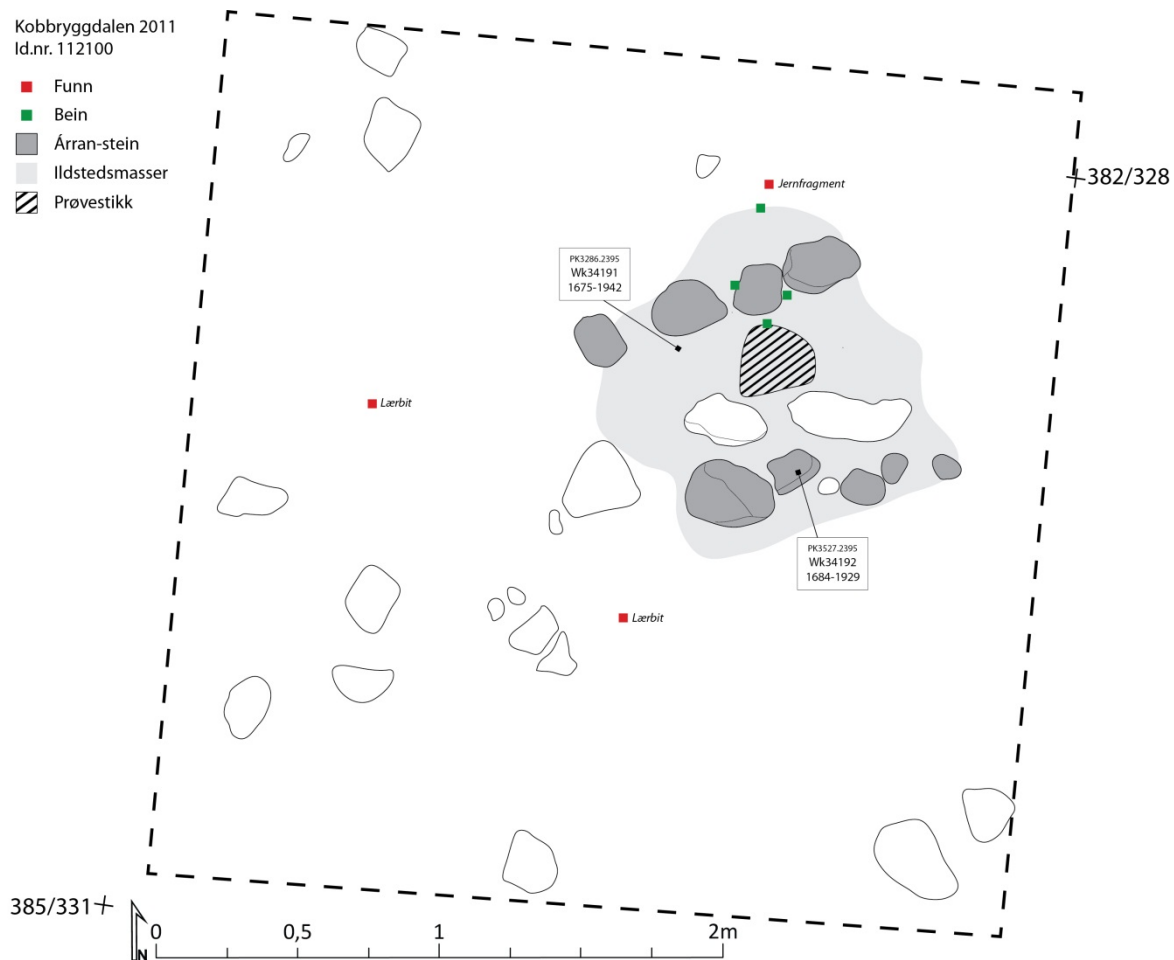 Kobbryggdalen 2011
Id.nr. 112100
Funn
Bein
Árran-stein
Ildstedsmasser
Prøvestikk
382/328
Jernfragment
PK3286.2395
Wk34191
1675-1942
Lærbit
PK3527.2395
Wk34192
1684-1929
Lærbit
385/331
N
0 0,5 1 2m